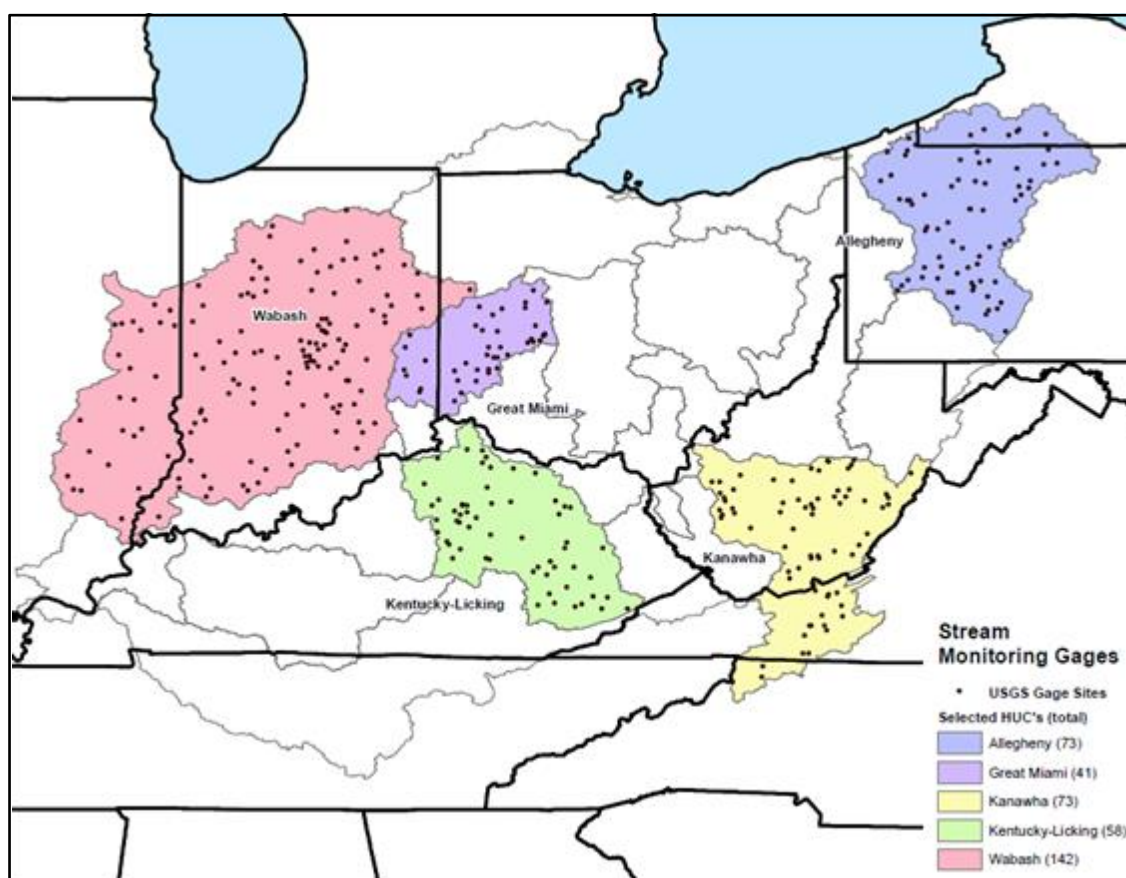 Allegheny
Wabash
Great Miami
Kanawha
Kentucky-Licking
Stream
Monitoring Gages
USGS Gage Sites
Selected HUC's (total)
Allegheny (73)
Great Miami (41)
Kanawha (73)
Kentucky-Licking (58)
Wabash (142)